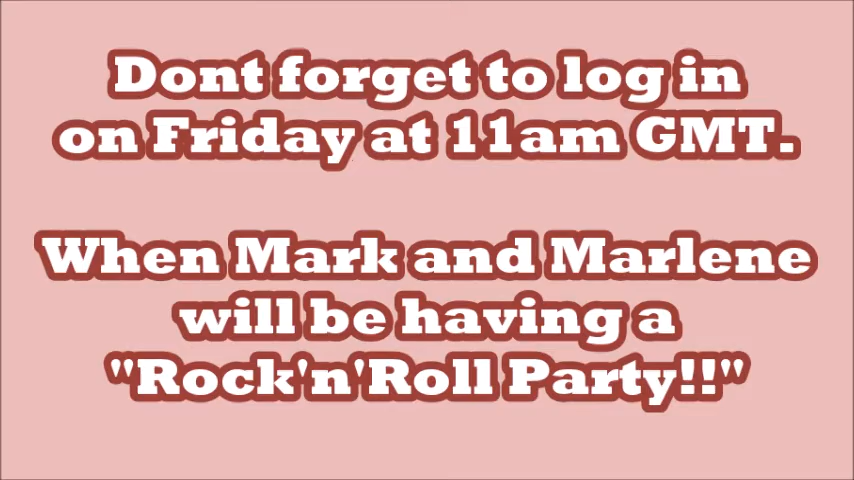 Dont forget to log in
on Friday at 11am GMT.
When Mark and Marlene
will be having a
"Rock'n'Roll Party!!"